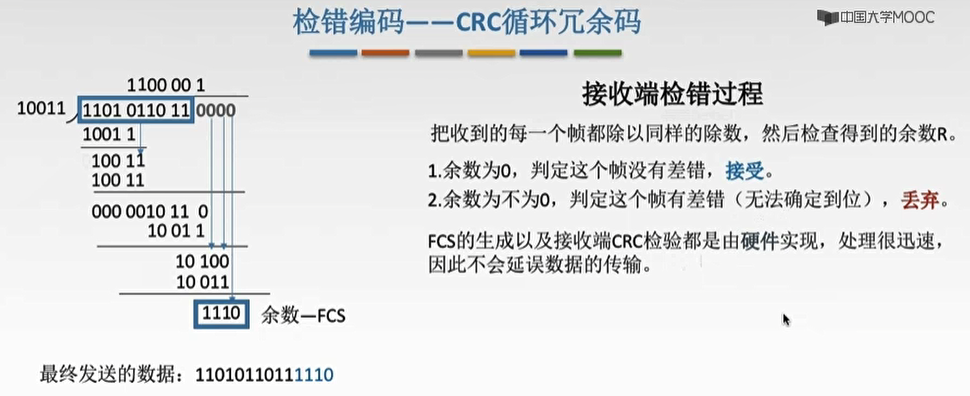 检错编码——CRC循环冗余码
中国大学MOOC
1100 00 1
10011 1101 0110 11 0000
1001 1
100 11
100 11
000 0010 11 0
10 01 1
10 100
10 011
1110 余数—FCS
最终发送的数据：11010110111110
接收端检错过程
把收到的每一个帧都除以同样的除数，然后检查得到的余数R。
1.余数为0，判定这个帧没有差错，接受。
2.余数为不为0，判定这个帧有差错（无法确定到位），丢弃。
FCS的生成以及接收端CRC检验都是由硬件实现，处理很迅速，
因此不会延误数据的传输。